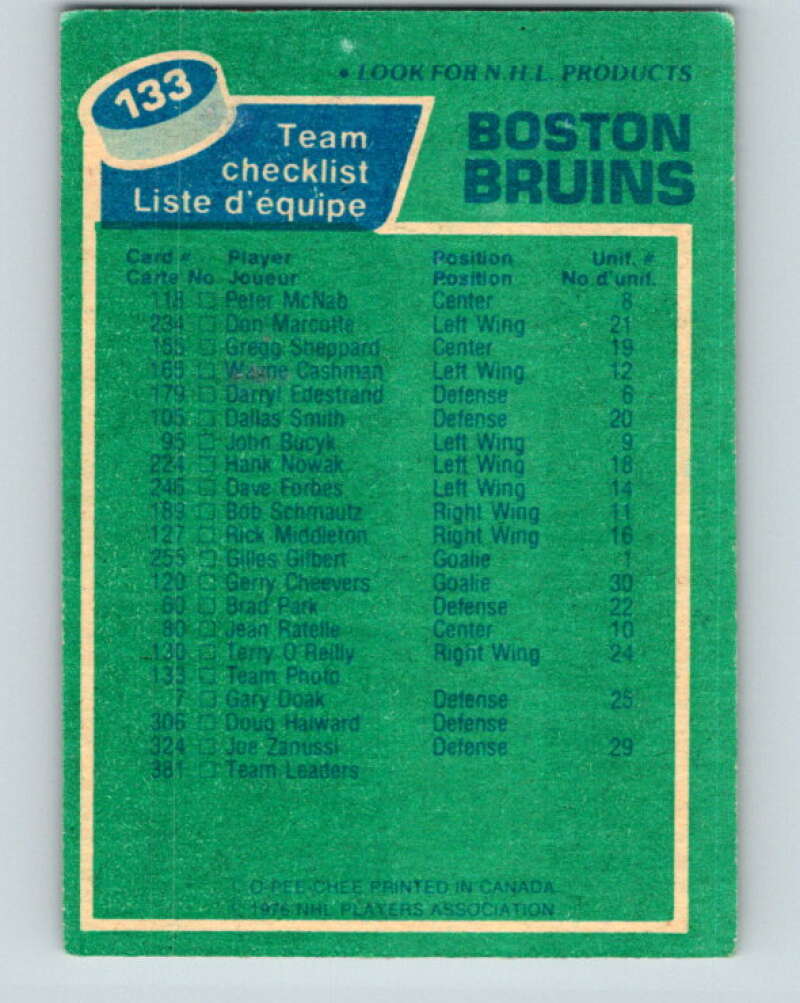 • LOOK FOR N.H.L. PRODUCTS
133
Team
checklist
Liste d'équipe
BOSTON
BRUINS
Card # Player Position Unif. #
Carte No Joueur Position No d'unif.
118 Peter McNab Center 8
234 Don Marcotte Left Wing 21
155 Gregg Sheppard Center 19
165 Wayne Cashman Left Wing 12
179 Darryl Edestrand Defense 6
105 Dallas Smith Defense 20
95 John Bucyk Left Wing 9
224 Hank Nowak Left Wing 18
246 Dave Forbes Left Wing 14
189 Bob Schmautz Right Wing 11
127 Rick Middleton Right Wing 16
255 Gilles Gilbert Goalie 1
120 Gerry Cheevers Goalie 30
60 Brad Park Defense 22
80 Jean Ratelle Center 10
130 Terry O'Reilly Right Wing 24
133 Team Photo
7 Gary Doak Defense 25
306 Doug Halward Defense
324 Joe Zanussi Defense 29
381 Team Leaders
© O-PEE-CHEE PRINTED IN CANADA
© 1976 NHL PLAYERS ASSOCIATION